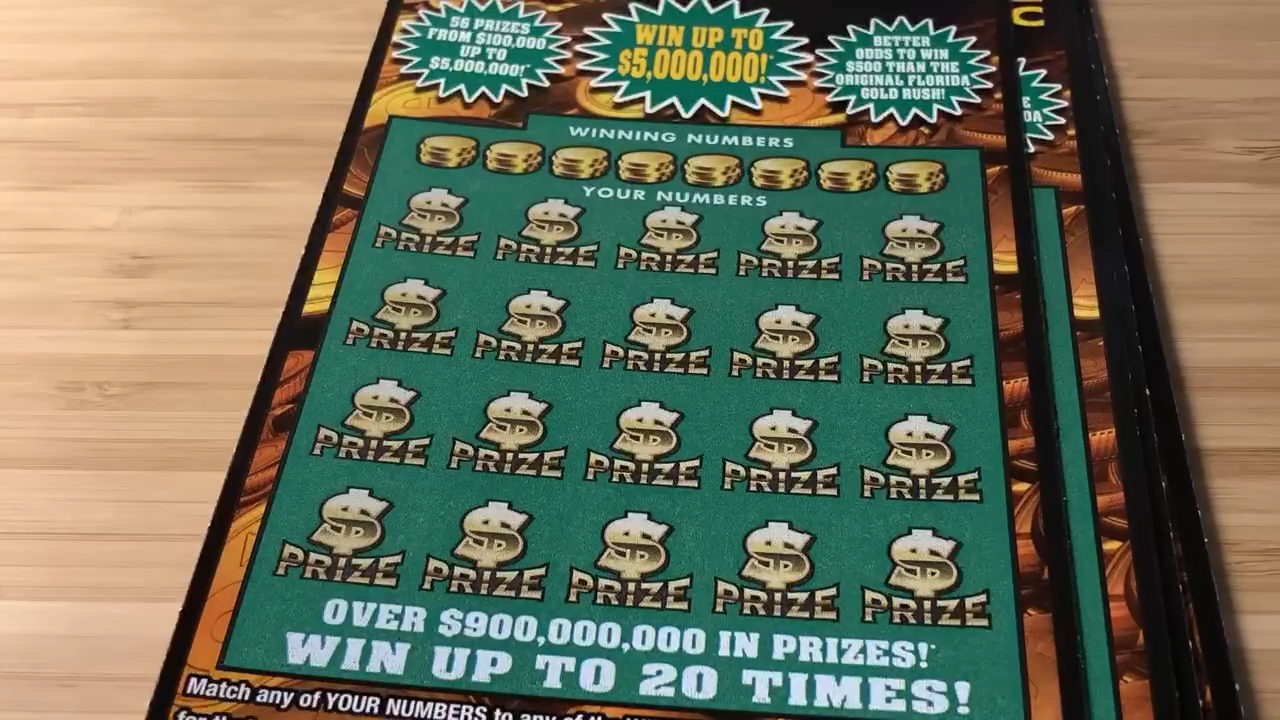 56 PRIZES
FROM $100,000
UP TO
$5,000,000!*
WIN UP TO
$5,000,000!*
BETTER
ODDS TO WIN
$500 THAN THE
ORIGINAL FLORIDA
GOLD RUSH!
WINNING NUMBERS
YOUR NUMBERS
$ $ $ $ $
PRIZE PRIZE PRIZE PRIZE PRIZE
$ $ $ $ $
PRIZE PRIZE PRIZE PRIZE PRIZE
$ $ $ $ $
PRIZE PRIZE PRIZE PRIZE PRIZE
$ $ $ $ $
PRIZE PRIZE PRIZE PRIZE PRIZE
OVER $900,000,000 IN PRIZES!*
WIN UP TO 20 TIMES!
Match any of YOUR NUMBERS to any of the